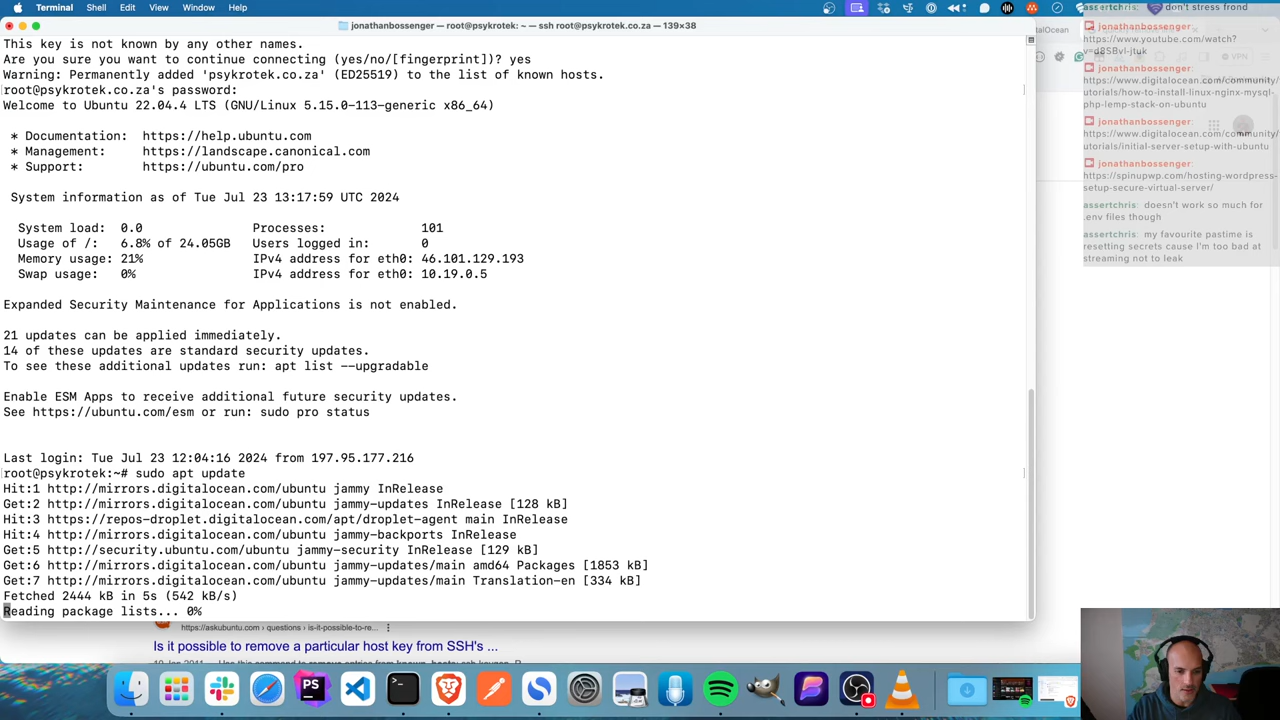 Terminal Shell Edit View Window Help
jonathanbossenger — root@psykrotek: ~ — ssh root@psykrotek.co.za — 139×38
This key is not known by any other names.
Are you sure you want to continue connecting (yes/no/[fingerprint])? yes
Warning: Permanently added 'psykrotek.co.za' (ED25519) to the list of known hosts.
root@psykrotek.co.za's password:
Welcome to Ubuntu 22.04.4 LTS (GNU/Linux 5.15.0-113-generic x86_64)
* Documentation: https://help.ubuntu.com
* Management: https://landscape.canonical.com
* Support: https://ubuntu.com/pro
System information as of Tue Jul 23 13:17:59 UTC 2024
System load: 0.0 Processes: 101
Usage of /: 6.8% of 24.05GB Users logged in: 0
Memory usage: 21% IPv4 address for eth0: 46.101.129.193
Swap usage: 0% IPv4 address for eth0: 10.19.0.5
Expanded Security Maintenance for Applications is not enabled.
21 updates can be applied immediately.
14 of these updates are standard security updates.
To see these additional updates run: apt list --upgradable
Enable ESM Apps to receive additional future security updates.
See https://ubuntu.com/esm or run: sudo pro status
Last login: Tue Jul 23 12:04:16 2024 from 197.95.177.216
root@psykrotek:~# sudo apt update
Hit:1 http://mirrors.digitalocean.com/ubuntu jammy InRelease
Get:2 http://mirrors.digitalocean.com/ubuntu jammy-updates InRelease [128 kB]
Hit:3 https://repos-droplet.digitalocean.com/apt/droplet-agent main InRelease
Hit:4 http://mirrors.digitalocean.com/ubuntu jammy-backports InRelease
Get:5 http://security.ubuntu.com/ubuntu jammy-security InRelease [129 kB]
Get:6 http://mirrors.digitalocean.com/ubuntu jammy-updates/main amd64 Packages [1853 kB]
Get:7 http://mirrors.digitalocean.com/ubuntu jammy-updates/main Translation-en [334 kB]
Fetched 2444 kB in 5s (542 kB/s)
Reading package lists... 0%
https://askubuntu.com › questions › is-it-possible-to-re...
Is it possible to remove a particular host key from SSH's ...
assertchris: don't stress frond
jonathanbossenger:
https://www.youtube.com/watch?
jonathanbossenger:
https://www.digitalocean.com/community/
utorials/how-to-install-linux-nginx-mysql-
php-lemp-stack-on-ubuntu
jonathanbossenger:
https://www.digitalocean.com/community/
utorials/initial-server-setup-with-ubuntu
jonathanbossenger:
https://spinupwp.com/hosting-wordpress-
setup-secure-virtual-server/
assertchris: doesn't work so much for
.env files though
assertchris: my favourite pastime is
resetting secrets cause I'm too bad at
streaming not to leak
VPN
PS